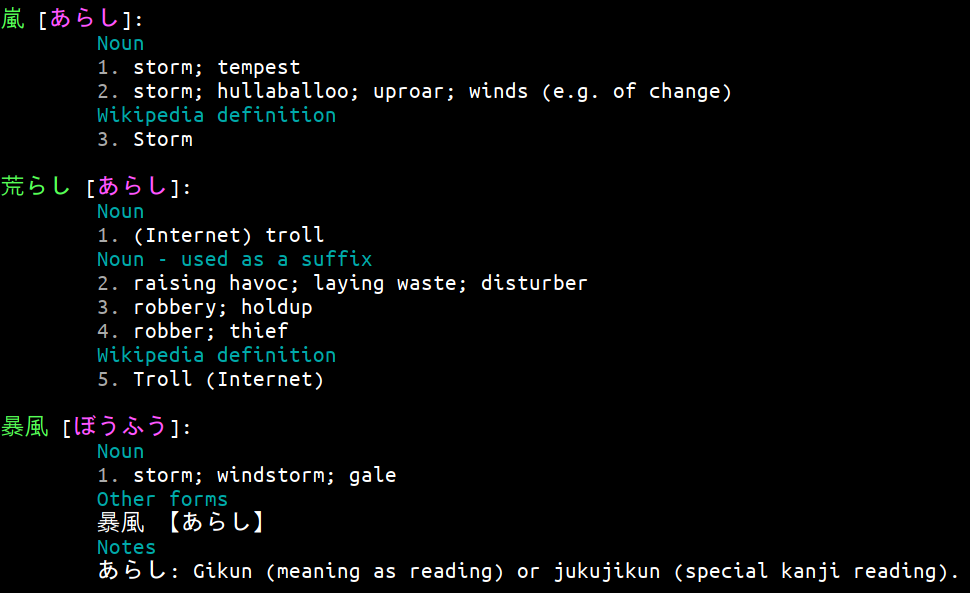 嵐 [あらし]:
Noun
1. storm; tempest
2. storm; hullaballoo; uproar; winds (e.g. of change)
Wikipedia definition
3. Storm
荒らし [あらし]:
Noun
1. (Internet) troll
Noun - used as a suffix
2. raising havoc; laying waste; disturber
3. robbery; holdup
4. robber; thief
Wikipedia definition
5. Troll (Internet)
暴風 [ぼうふう]:
Noun
1. storm; windstorm; gale
Other forms
暴風 【あらし】
Notes
あらし: Gikun (meaning as reading) or jukujikun (special kanji reading).